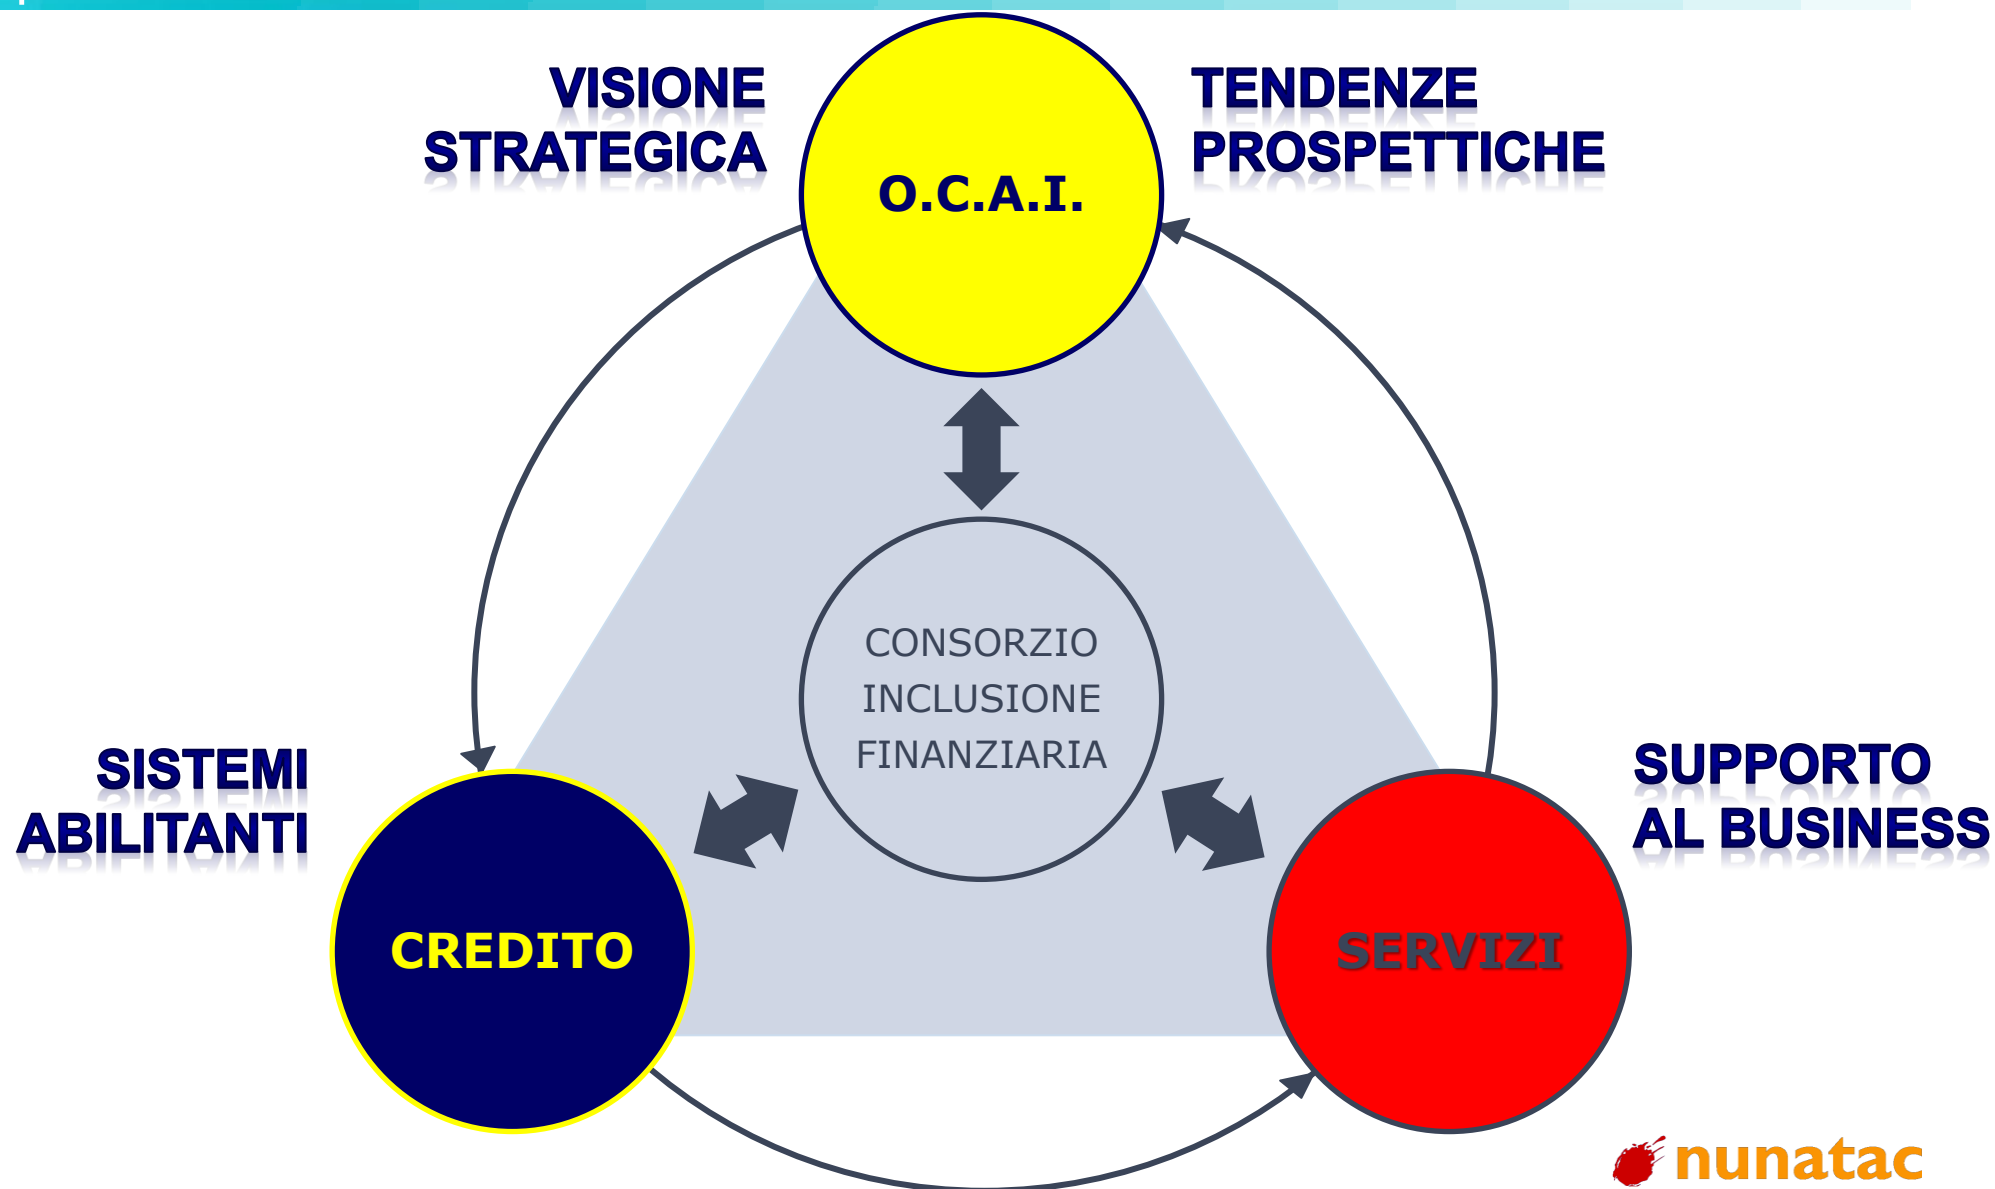 VISIONE
STRATEGICA
TENDENZE
PROSPETTICHE
O.C.A.I.
CONSORZIO
INCLUSIONE
FINANZIARIA
SISTEMI
ABILITANTI
SUPPORTO
AL BUSINESS
CREDITO
SERVIZI
nunatac